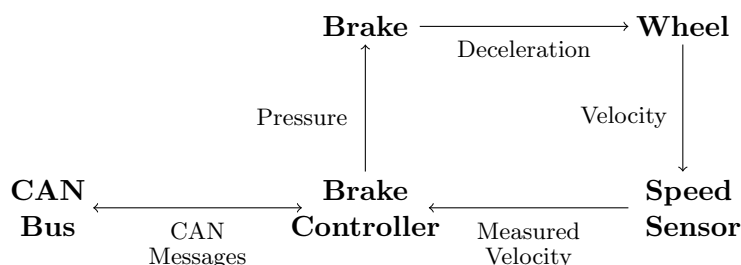 Brake
Wheel
Deceleration
Pressure
Velocity
CAN
Bus
Brake
Controller
Speed
Sensor
CAN
Messages
Measured
Velocity